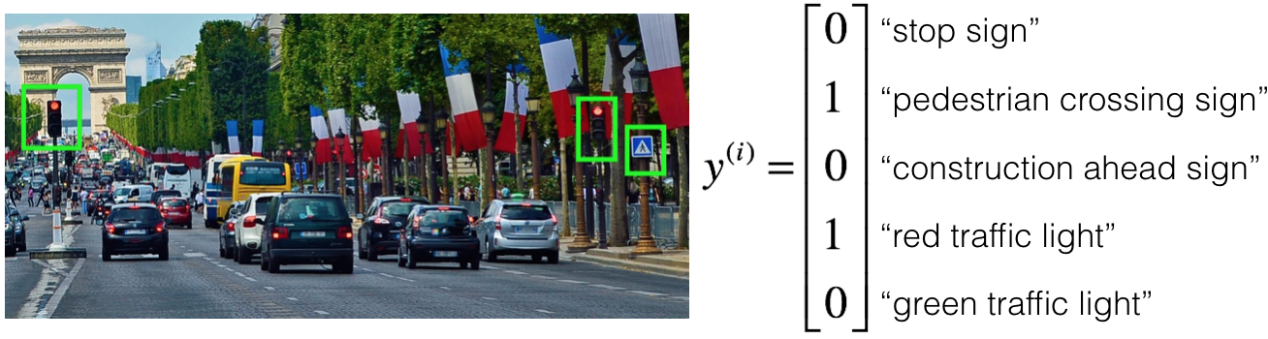 y(i) =
0 “stop sign”
1 “pedestrian crossing sign”
0 “construction ahead sign”
1 “red traffic light”
0 “green traffic light”